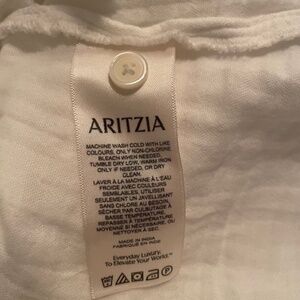 ARITZIA
MACHINE WASH COLD WITH LIKE
COLOURS, ONLY NON-CHLORINE
BLEACH WHEN NEEDED,
TUMBLE DRY LOW, WARM IRON
ONLY IF NEEDED, OR DRY
CLEAN.
LAVER À LA MACHINE À L'EAU
FROIDE AVEC COULEURS
SEMBLABLES, UTILISER
SEULEMENT UN JAVELLISANT
SANS CHLORE AU BESOIN,
SÉCHER PAR CULBUTAGE À
BASSE TEMPÉRATURE,
REPASSER À TEMPÉRATURE
MOYENNE SI NÉCESSAIRE, OU
NETTOYER À SEC.
MADE IN INDIA
FABRIQUÉ EN INDE
Everyday Luxury.
To Elevate Your World.™